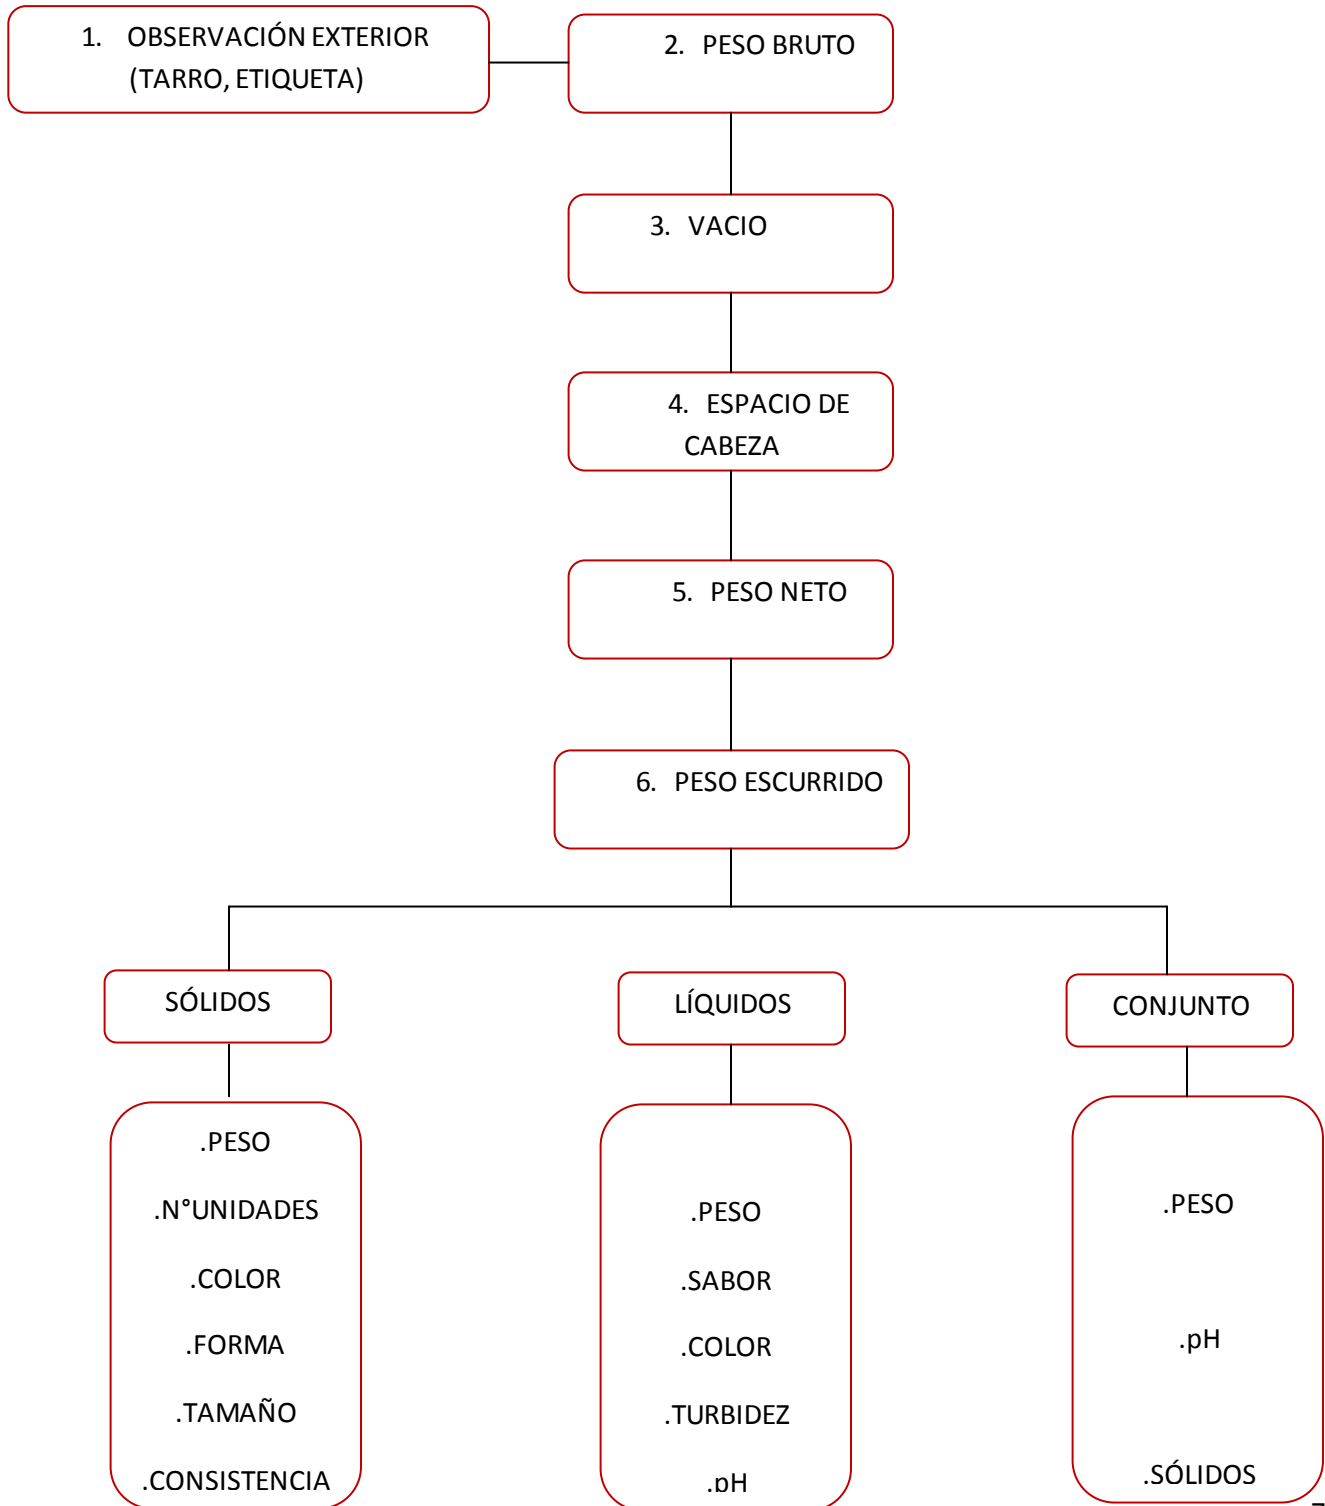 1. OBSERVACIÓN EXTERIOR
(TARRO, ETIQUETA)
2. PESO BRUTO
3. VACIO
4. ESPACIO DE
CABEZA
5. PESO NETO
6. PESO ESCURRIDO
SÓLIDOS
LÍQUIDOS
CONJUNTO
.PESO
.N°UNIDADES
.COLOR
.FORMA
.TAMAÑO
.CONSISTENCIA
.PESO
.SABOR
.COLOR
.TURBIDEZ
.pH
.PESO
.pH
.SÓLIDOS